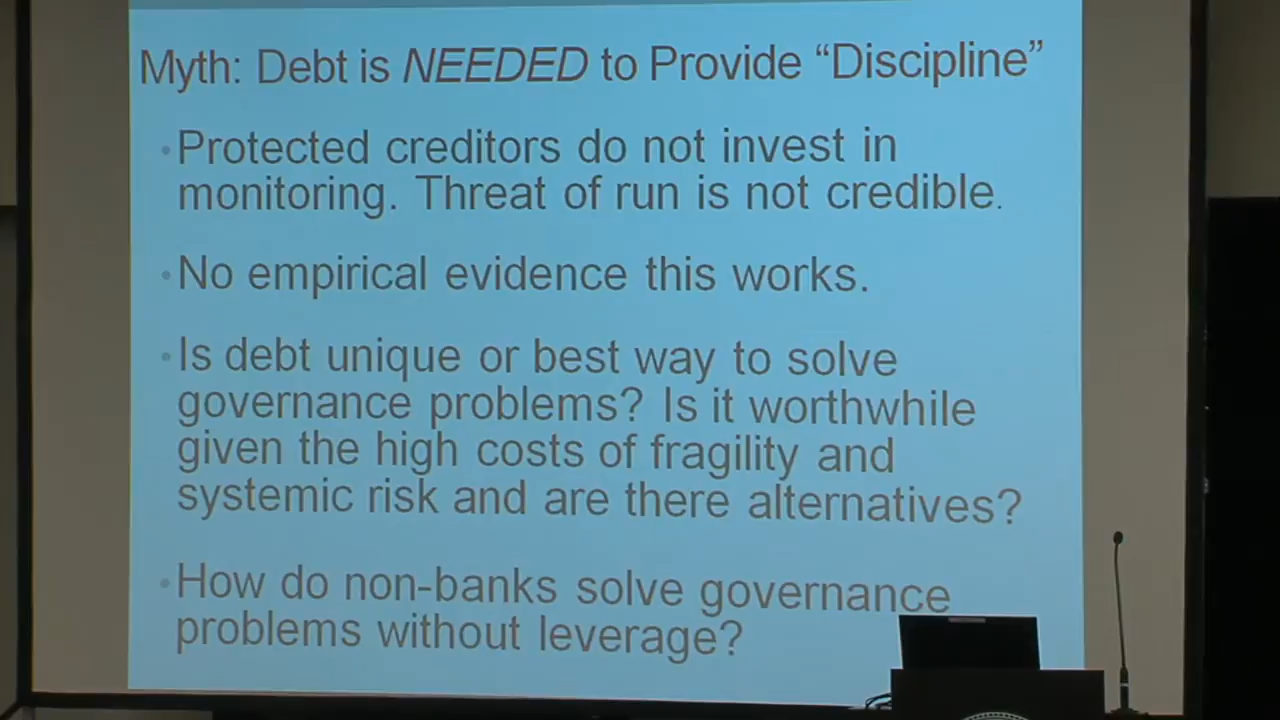 Myth: Debt is NEEDED to Provide “Discipline”
•Protected creditors do not invest in
monitoring. Threat of run is not credible.
•No empirical evidence this works.
•Is debt unique or best way to solve
governance problems? Is it worthwhile
given the high costs of fragility and
systemic risk and are there alternatives?
•How do non-banks solve governance
problems without leverage?